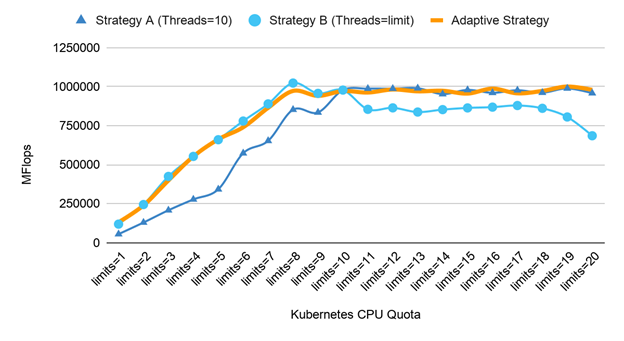 Strategy A (Threads=10) Strategy B (Threads=limit) Adaptive Strategy
1250000
1000000
750000
500000
250000
0
MFlops
limits=1
limits=2
limits=3
limits=4
limits=5
limits=6
limits=7
limits=8
limits=9
limits=10
limits=11
limits=12
limits=13
limits=14
limits=15
limits=16
limits=17
limits=18
limits=19
limits=20
Kubernetes CPU Quota